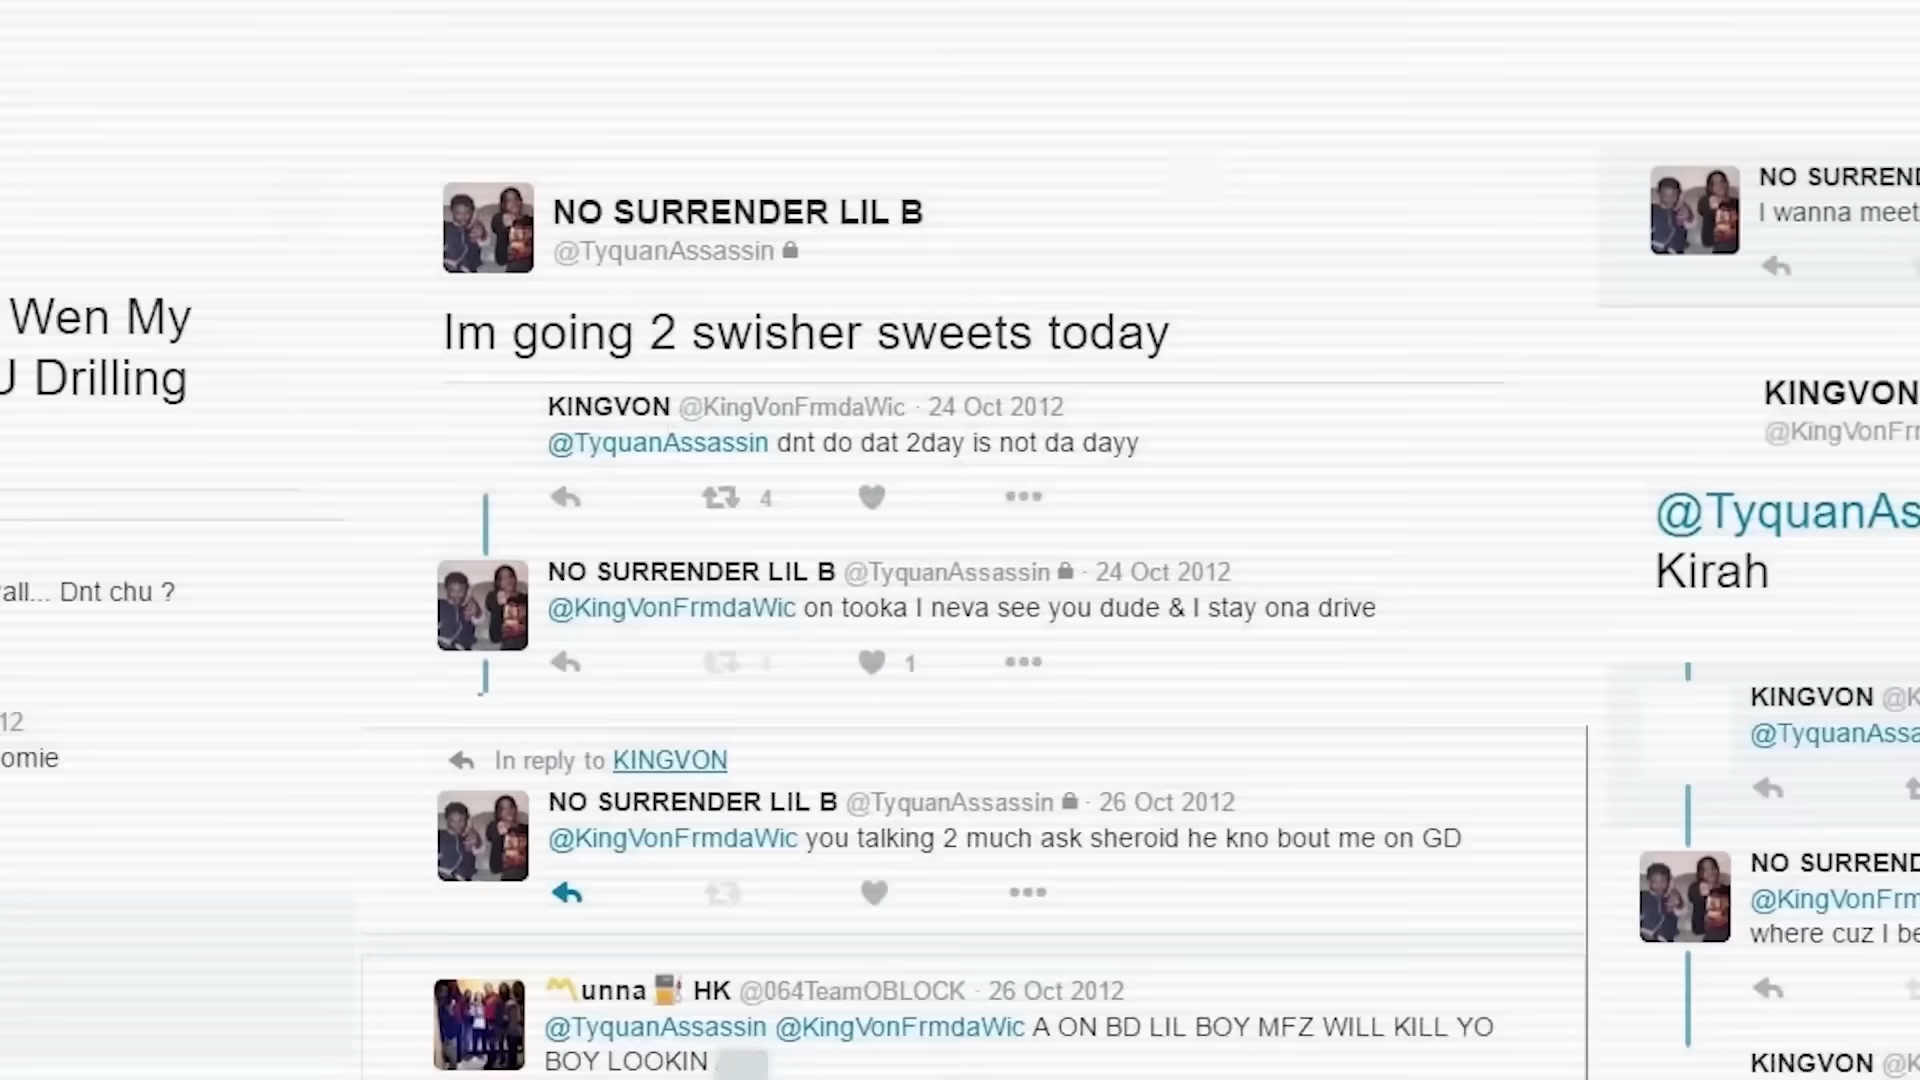 Wen My
Drilling
all... Dnt chu ?
12
omie
NO SURRENDER LIL B
@TyquanAssassin
Im going 2 swisher sweets today
KINGVON @KingVonFrmdaWic · 24 Oct 2012
@TyquanAssassin dnt do dat 2day is not da dayy
4
NO SURRENDER LIL B @TyquanAssassin · 24 Oct 2012
@KingVonFrmdaWic on tooka I neva see you dude & I stay ona drive
1
In reply to KINGVON
NO SURRENDER LIL B @TyquanAssassin · 26 Oct 2012
@KingVonFrmdaWic you talking 2 much ask sheroid he kno bout me on GD
unna HK @064TeamOBLOCK · 26 Oct 2012
@TyquanAssassin @KingVonFrmdaWic A ON BD LIL BOY MFZ WILL KILL YO
BOY LOOKIN
NO SURREND
I wanna meet
KINGVON
@KingVonFr
@TyquanAs
Kirah
KINGVON @K
@TyquanAssa
NO SURREND
@KingVonFrm
where cuz I be
KINGVON @K